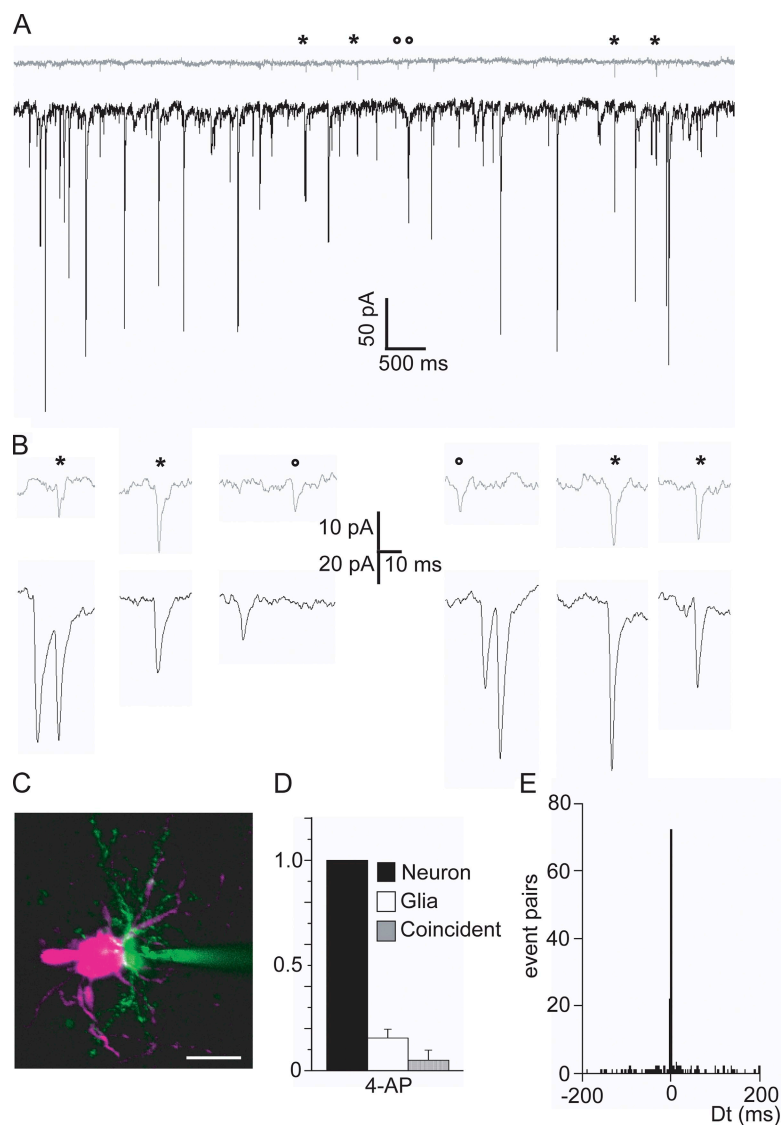 A
* * ° ° * *
50 pA
500 ms
B
* * ° ° * *
10 pA
20 pA
10 ms
C
D
1.0
0.5
0
Neuron
Glia
Coincident
4-AP
E
80
60
40
20
0
event pairs
-200
0
200
Dt (ms)